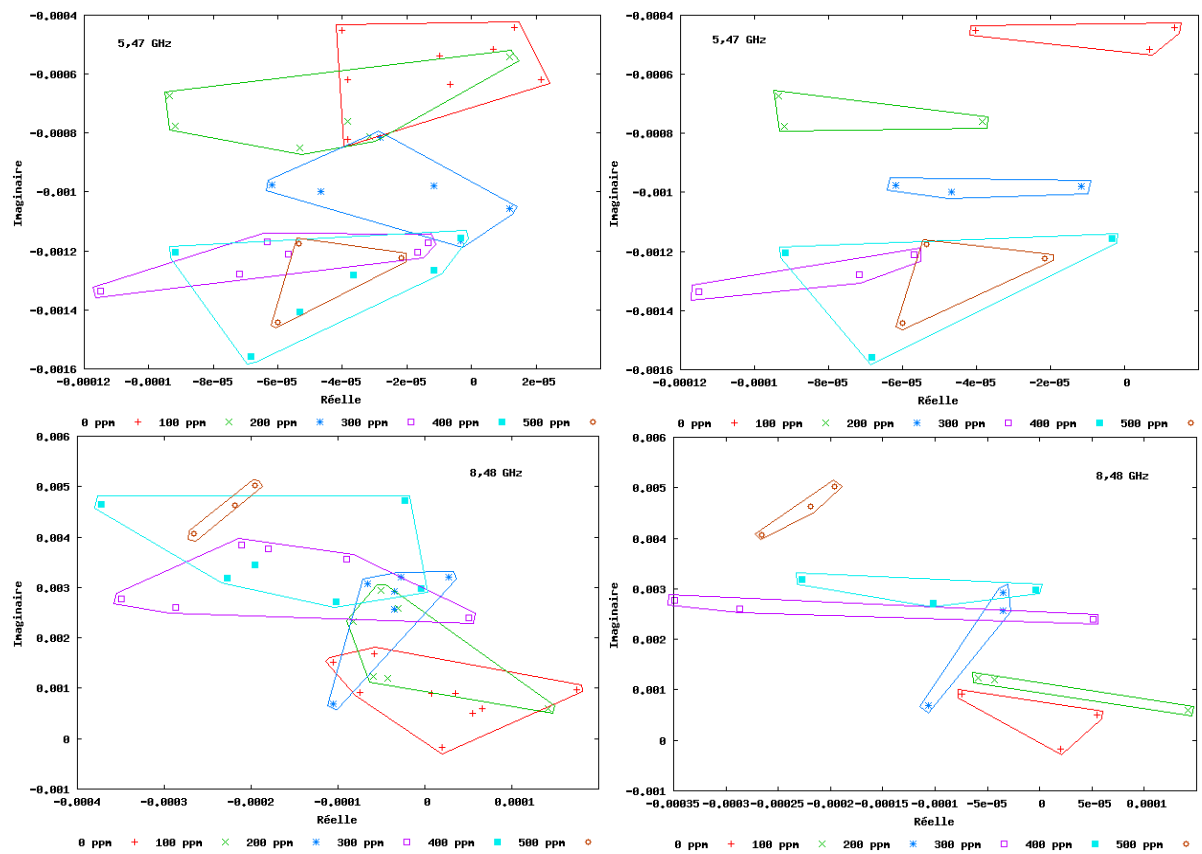 -0.0004
-0.0006
-0.0008
-0.001
-0.0012
-0.0014
-0.0016
Imaginaire
5,47 GHz
-0.00012 -0.0001 -8e-05 -6e-05 -4e-05 -2e-05 0 2e-05
Réelle
0 ppm 100 ppm 200 ppm 300 ppm 400 ppm 500 ppm
-0.0004
-0.0006
-0.0008
-0.001
-0.0012
-0.0014
-0.0016
Imaginaire
5,47 GHz
-0.00012 -0.0001 -8e-05 -6e-05 -4e-05 -2e-05 0
Réelle
0 ppm 100 ppm 200 ppm 300 ppm 400 ppm 500 ppm
0.006
0.005
0.004
0.003
0.002
0.001
0
-0.001
Imaginaire
8,48 GHz
-0.0004 -0.0003 -0.0002 -0.0001 0 0.0001
Réelle
0 ppm 100 ppm 200 ppm 300 ppm 400 ppm 500 ppm
0.006
0.005
0.004
0.003
0.002
0.001
0
-0.001
Imaginaire
8,48 GHz
-0.00035 -0.0003 -0.00025 -0.0002 -0.00015 -0.0001 -5e-05 0 5e-05 0.0001
Réelle
0 ppm 100 ppm 200 ppm 300 ppm 400 ppm 500 ppm